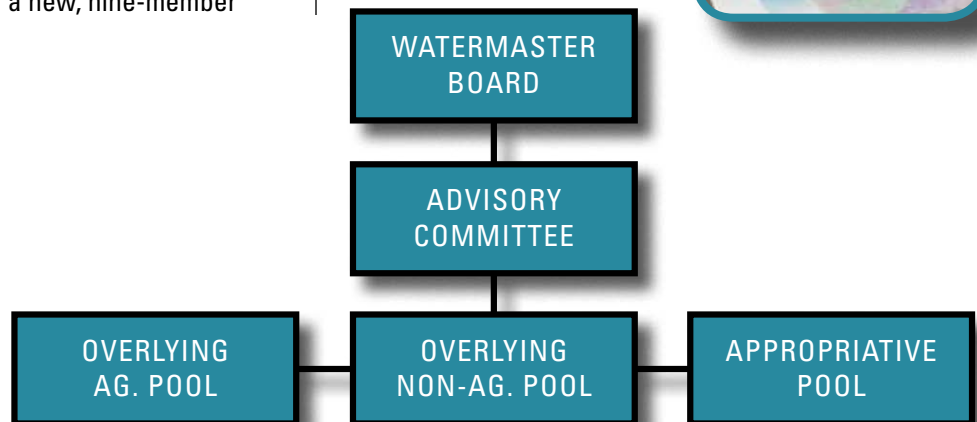 a new, nine-member
WATERMASTER
BOARD
ADVISORY
COMMITTEE
OVERLYING
AG. POOL
OVERLYING
NON-AG. POOL
APPROPRIATIVE
POOL